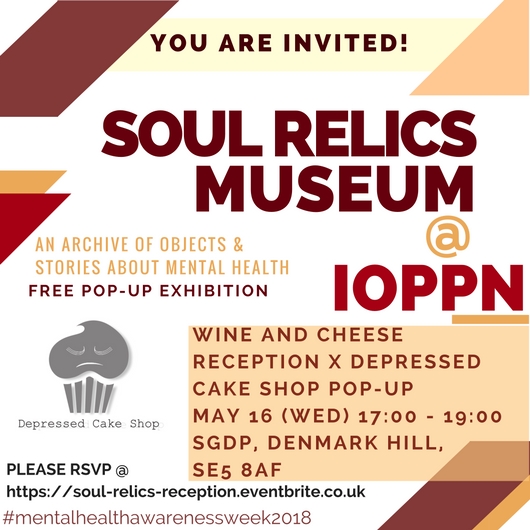 YOU ARE INVITED!
SOUL RELICS
MUSEUM
@
IOPPN
AN ARCHIVE OF OBJECTS &
STORIES ABOUT MENTAL HEALTH
FREE POP-UP EXHIBITION
Depressed Cake Shop
WINE AND CHEESE
RECEPTION X DEPRESSED
CAKE SHOP POP-UP
MAY 16 (WED) 17:00 - 19:00
SGDP, DENMARK HILL,
SE5 8AF
PLEASE RSVP @
https://soul-relics-reception.eventbrite.co.uk
#mentalhealthawarenessweek2018